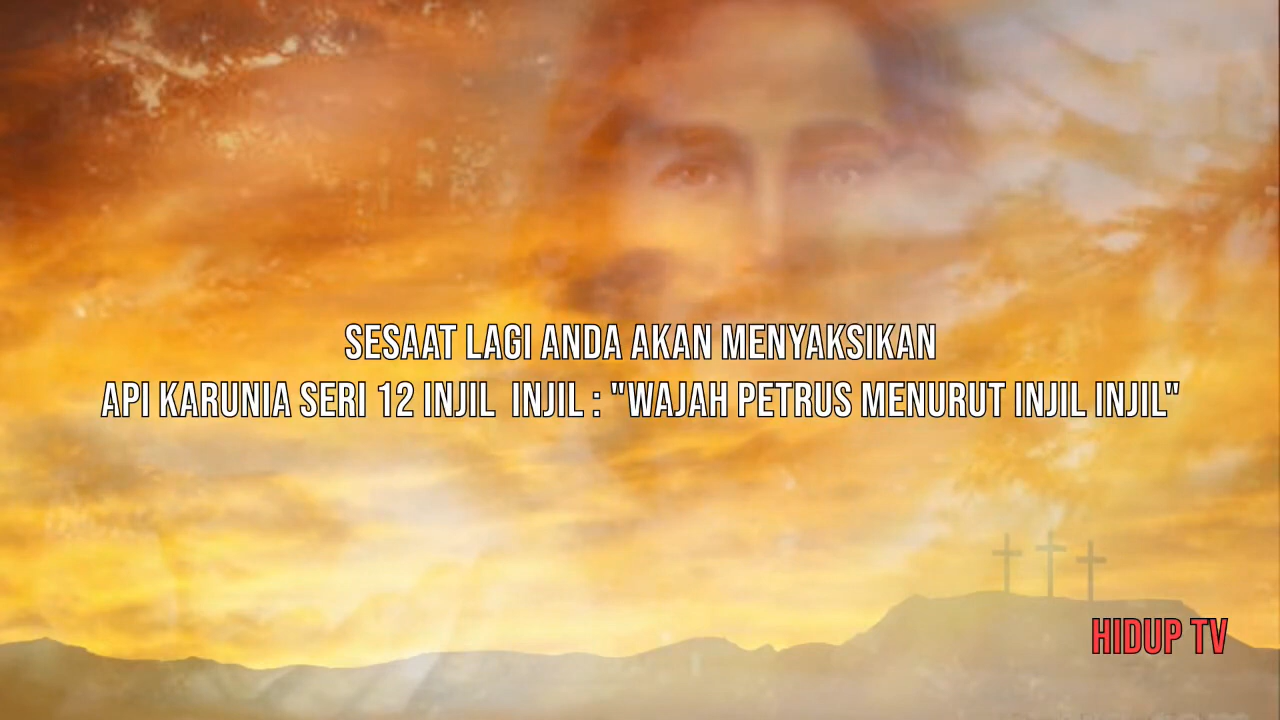 SESAAT LAGI ANDA AKAN MENYAKSIKAN
API KARUNIA SERI 12 INJIL  INJIL : "WAJAH PETRUS MENURUT INJIL INJIL"
HIDUP TV